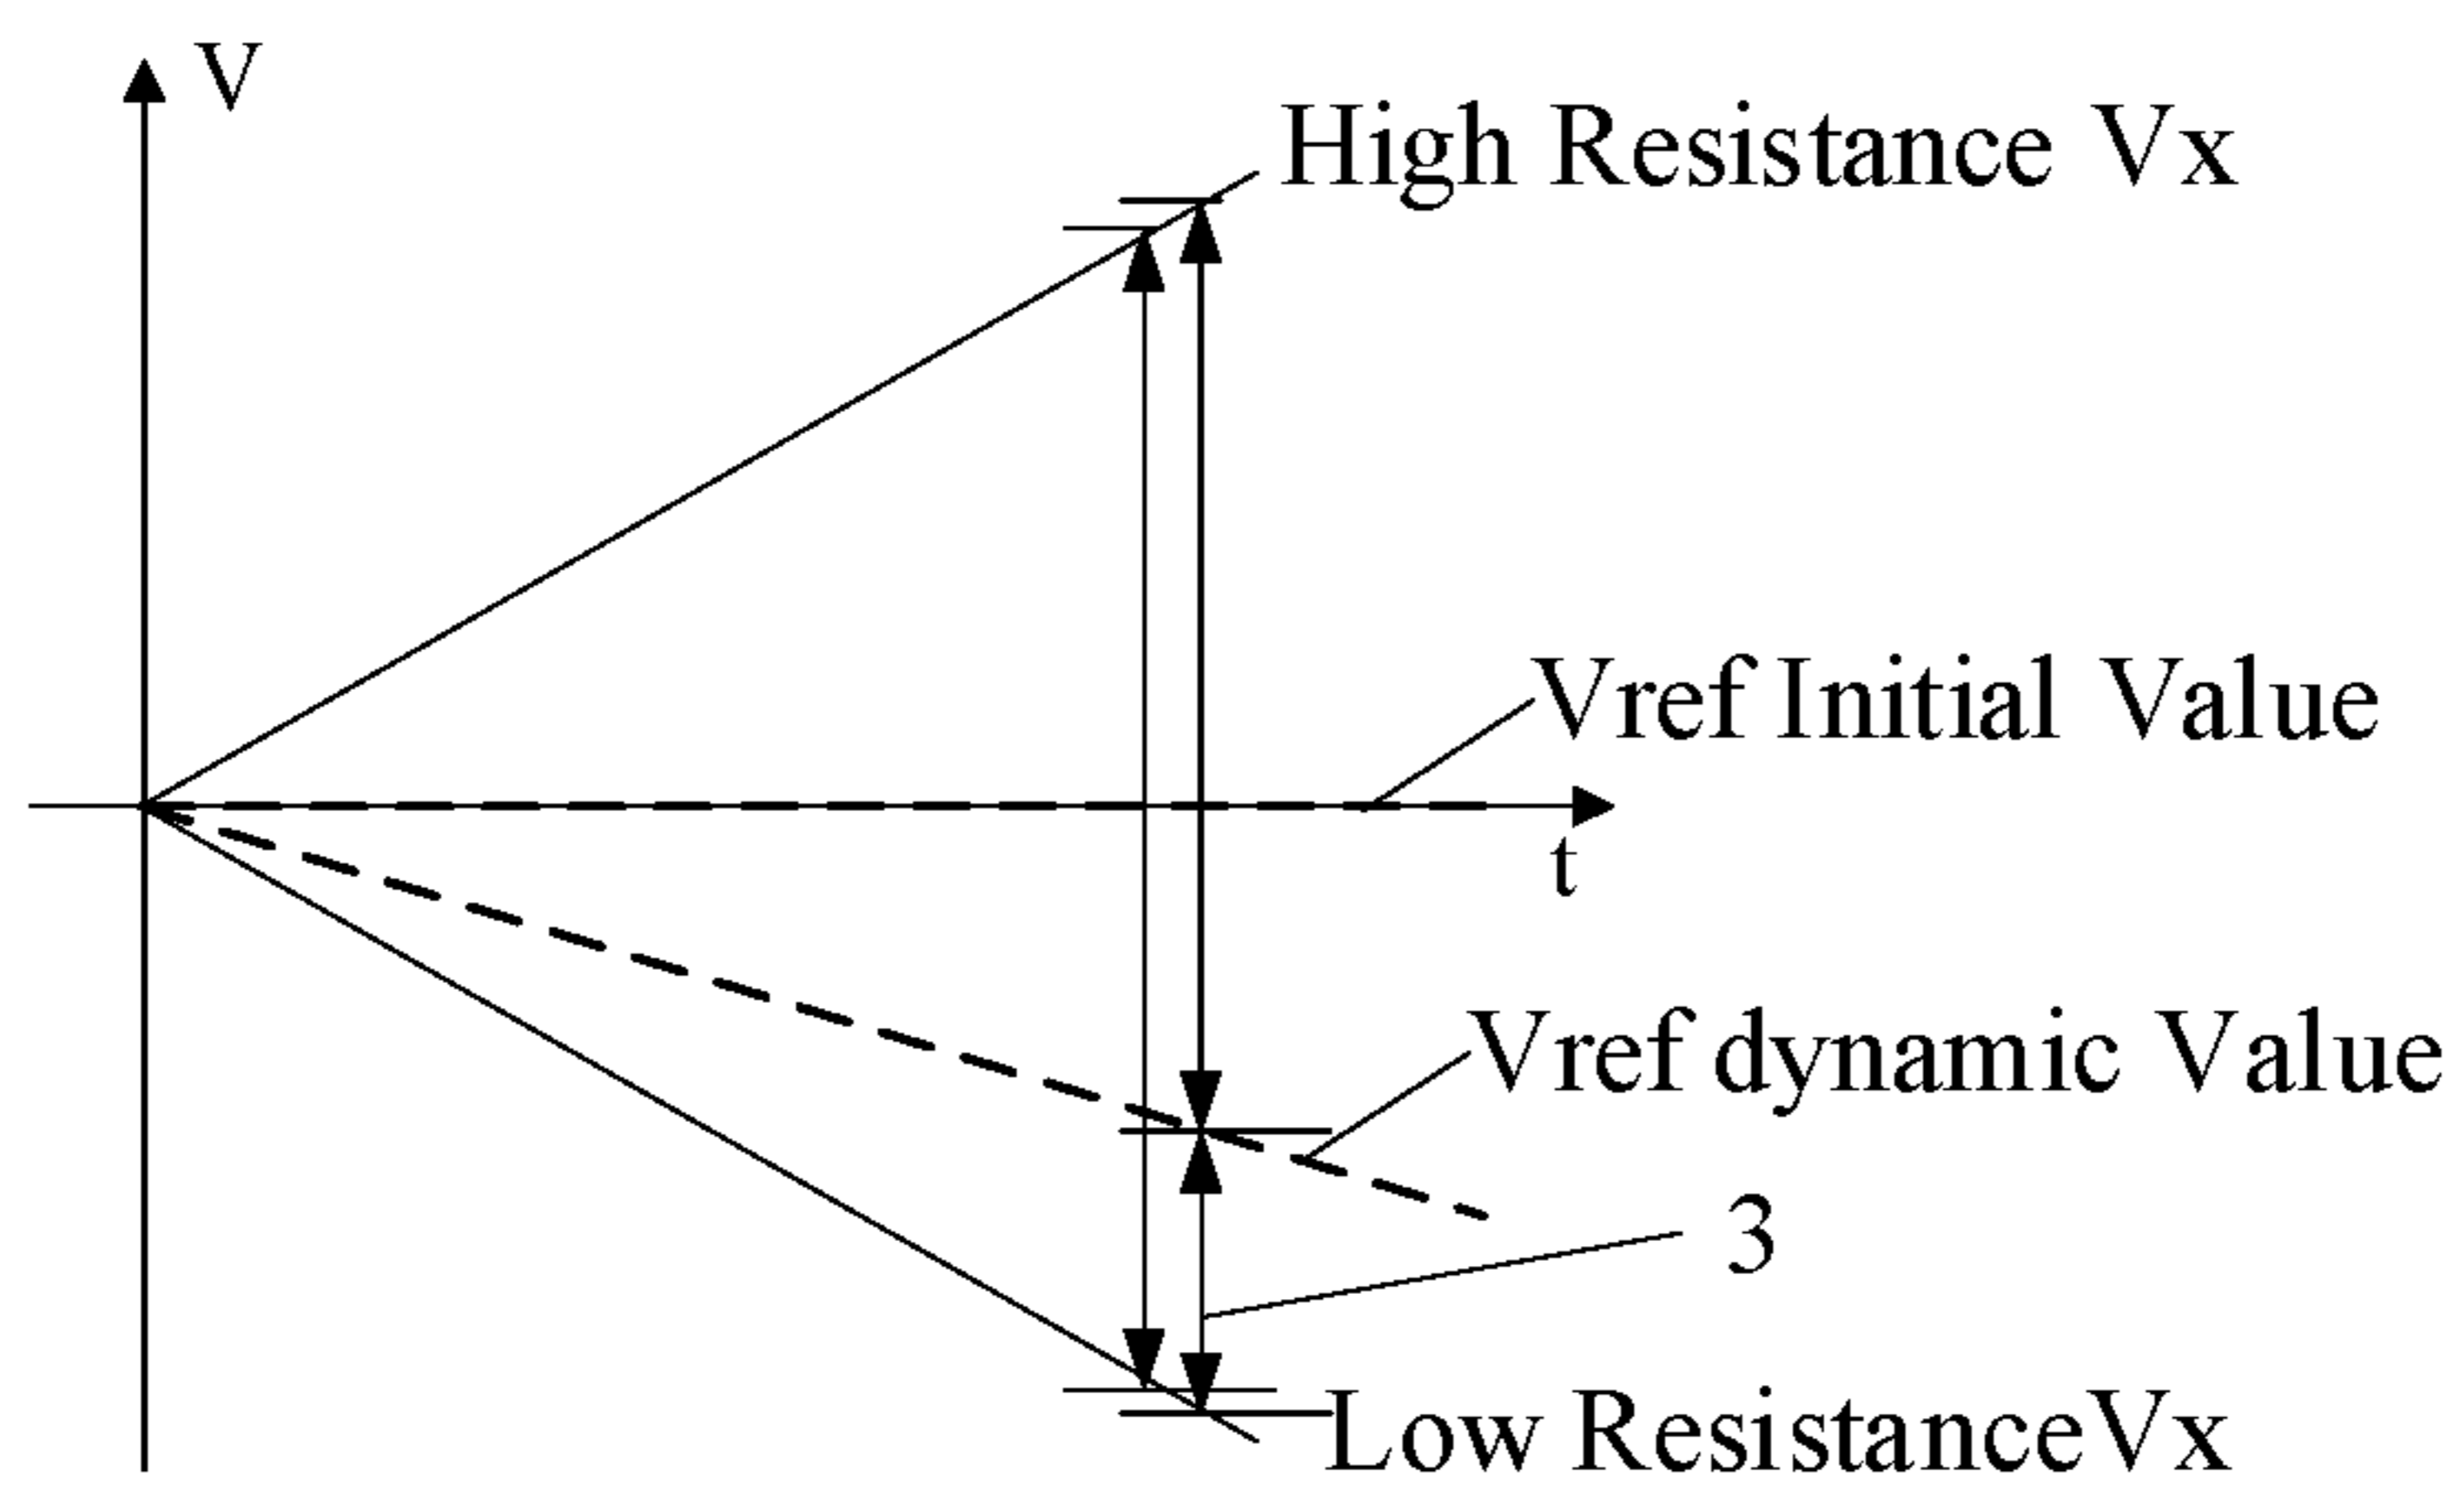 V
High Resistance Vx
Vref Initial Value
t
Vref dynamic Value
3
Low ResistanceVx